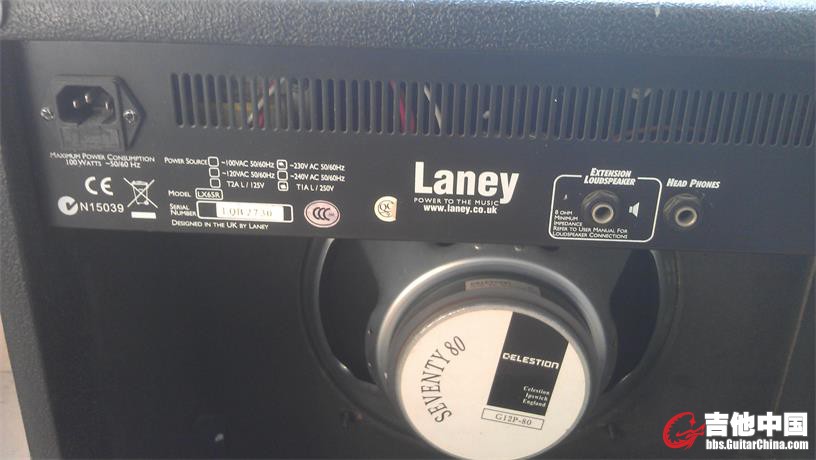 MAXIMUM POWER CONSUMPTION
100 WATTS ~50/60 HZ
POWER SOURCE
~100VAC 50/60HZ
~230V AC 50/60HZ
~120VAC 50/60HZ
~240V AC 50/60HZ
T2A L / 125V
T1A L / 250V
CE
N15039
MODEL LX65R
SERIAL NUMBER
DESIGNED IN THE UK BY LANEY
CCC
Laney
POWER TO THE MUSIC
www.laney.co.uk
EXTENSION
LOUDSPEAKER
8 OHM
MINIMUM
IMPEDANCE
REFER TO USER MANUAL FOR
LOUDSPEAKER CONNECTIONS
HEAD PHONES
SEVENTY 80
CELESTION
Celestion
Ipswich
England
G12P-80
吉他中国
bbs.GuitarChina.com